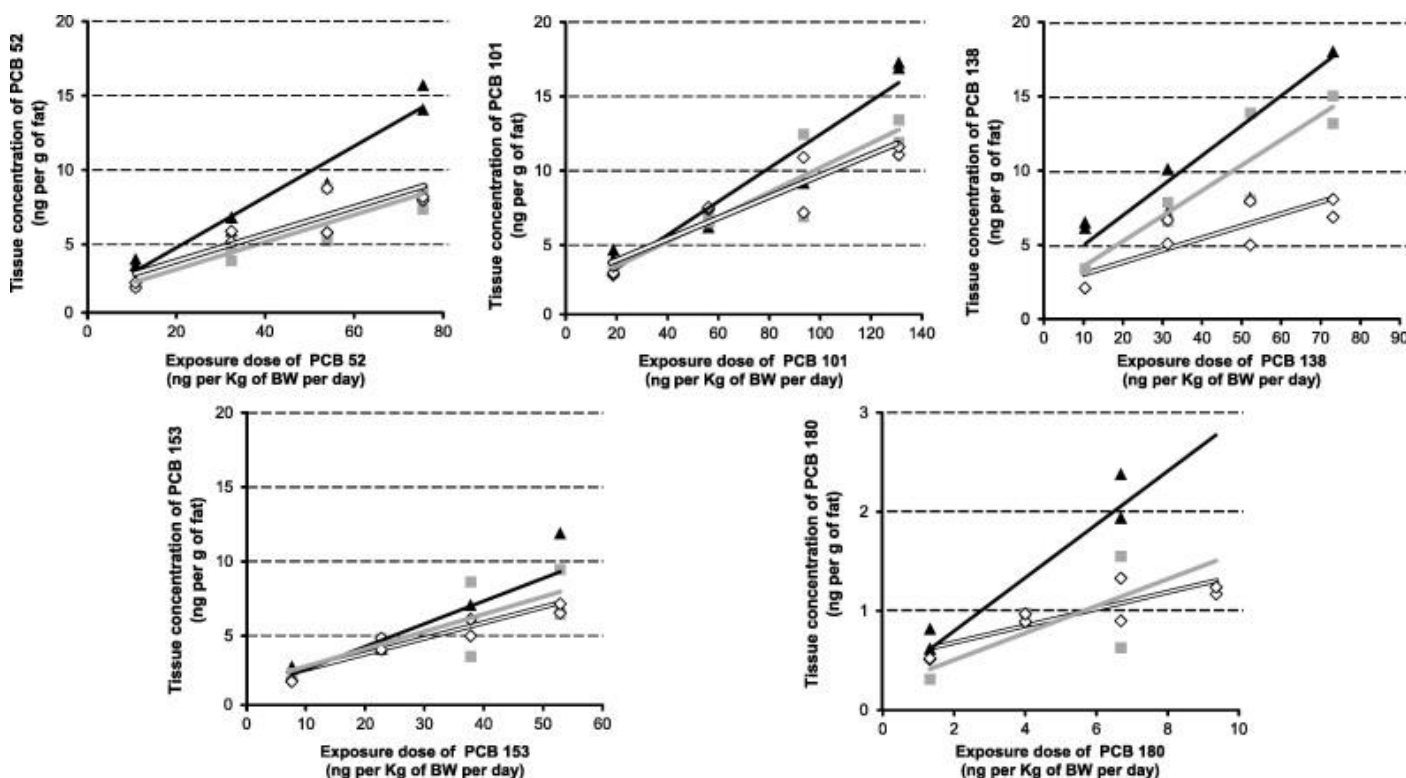 Tissue concentration of PCB 52
(ng per g of fat)
20
15
10
5
0
0 20 40 60 80
Exposure dose of PCB 52
(ng per Kg of BW per day)
Tissue concentration of PCB 101
(ng per g of fat)
20
15
10
5
0
0 20 40 60 80 100 120 140
Exposure dose of PCB 101
(ng per Kg of BW per day)
Tissue concentration of PCB 138
(ng per g of fat)
20
15
10
5
0
0 10 20 30 40 50 60 70 80 90
Exposure dose of PCB 138
(ng per Kg of BW per day)
Tissue concentration of PCB 153
(ng per g of fat)
20
15
10
5
0
0 10 20 30 40 50 60
Exposure dose of PCB 153
(ng per Kg of BW per day)
Tissue concentration of PCB 180
(ng per g of fat)
3
2
1
0
0 2 4 6 8 10
Exposure dose of PCB 180
(ng per Kg of BW per day)